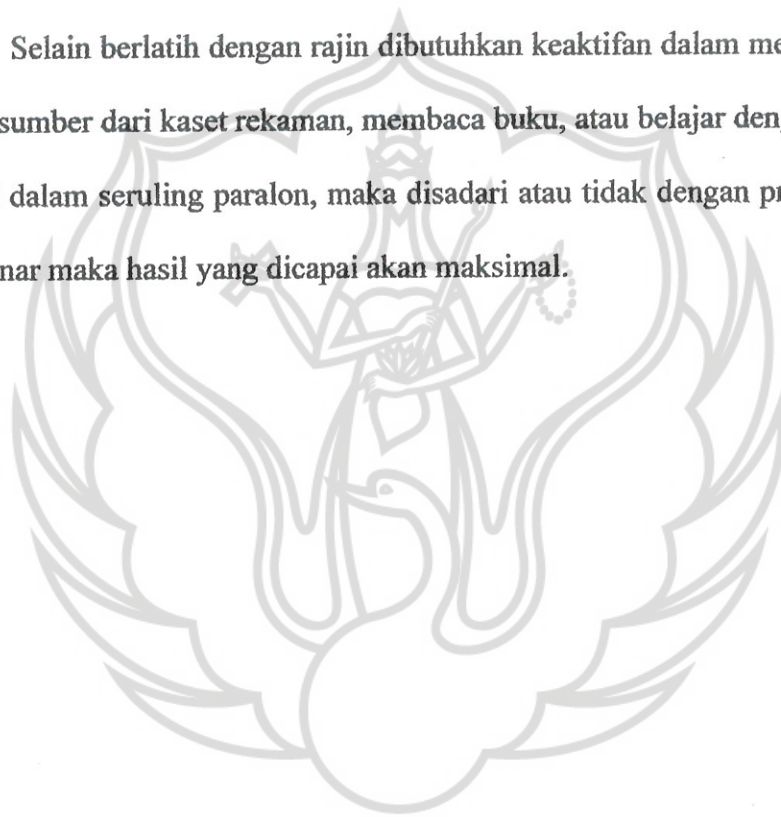 Selain berlatih dengan rajin dibutuhkan keaktifan dalam me
sumber dari kaset rekaman, membaca buku, atau belajar den
dalam seruling paralon, maka disadari atau tidak dengan pr
nar maka hasil yang dicapai akan maksimal.